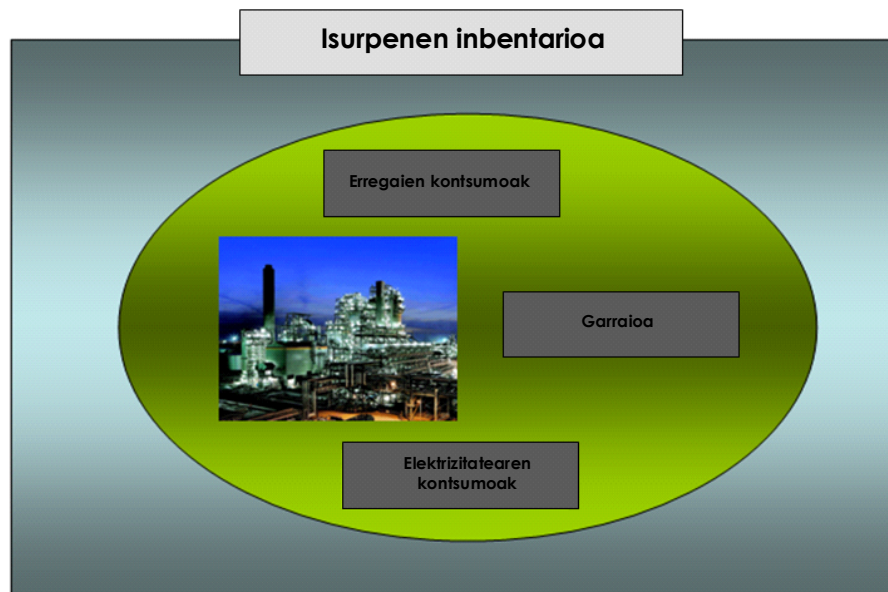 Isurpenen inbentarioa
Erregaien kontsumoak
Garraioa
Elektrizitatearen
kontsumoak